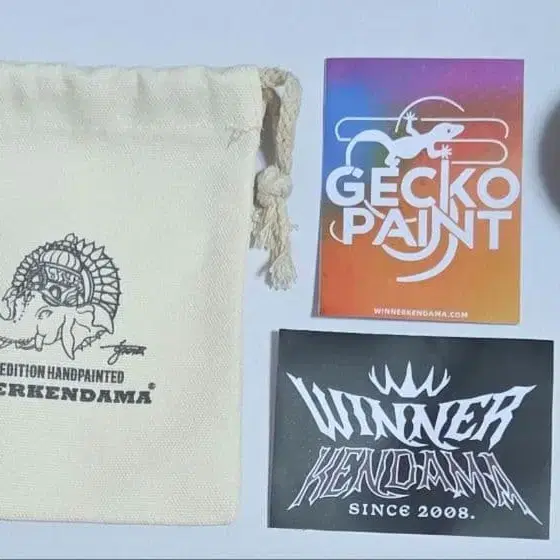 EDITION HANDPAINTED
ERKENDAMA®
GECKO
PAINT
WINNERKENDAMA.COM
WINNER
KENDAMA
SINCE 2008.